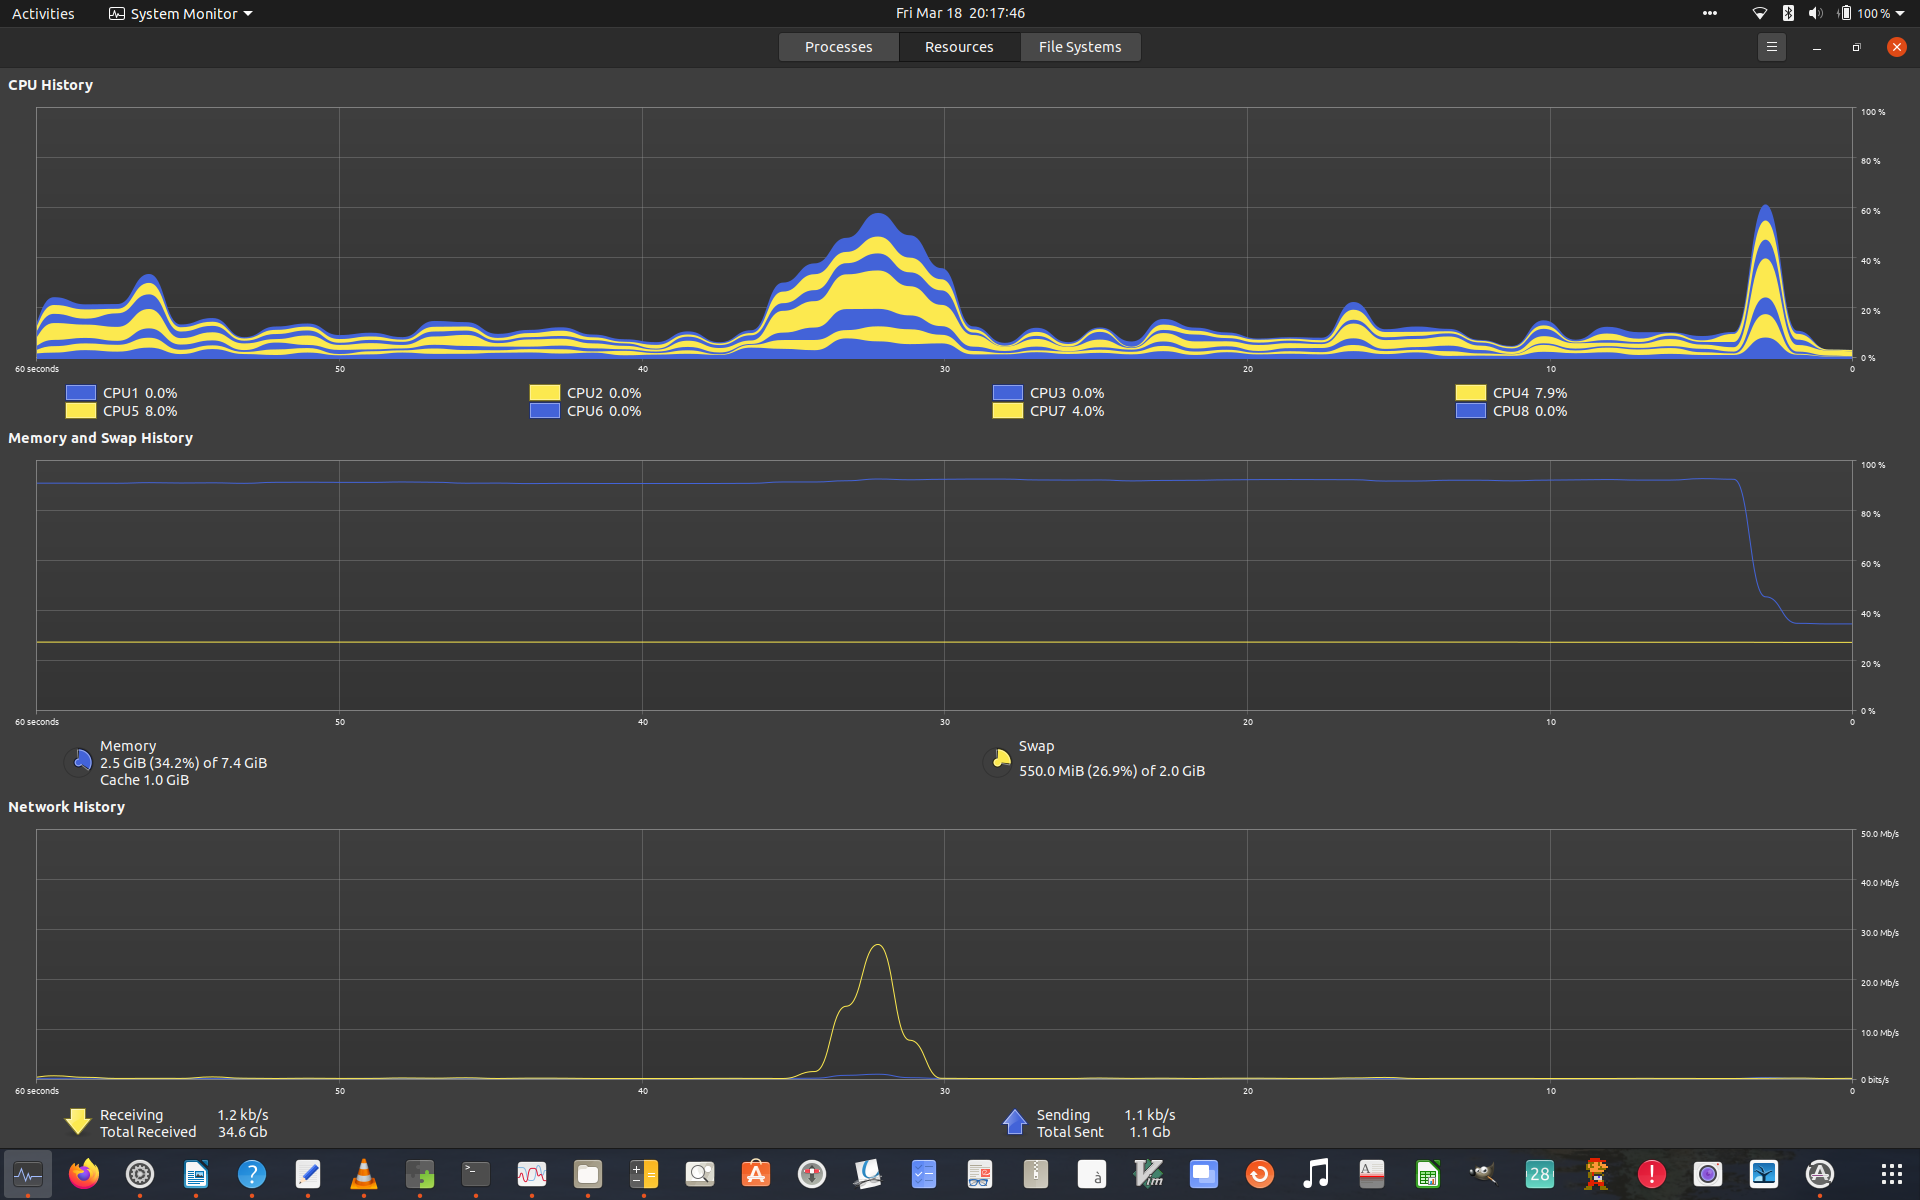 Activities System Monitor Fri Mar 18 20:17:46 100 %
Processes Resources File Systems
CPU History
100 %
80 %
60 %
40 %
20 %
0 %
60 seconds 50 40 30 20 10 0
CPU1 0.0% CPU2 0.0% CPU3 0.0% CPU4 7.9%
CPU5 8.0% CPU6 0.0% CPU7 4.0% CPU8 0.0%
Memory and Swap History
100 %
80 %
60 %
40 %
20 %
0 %
60 seconds 50 40 30 20 10 0
Memory
2.5 GiB (34.2%) of 7.4 GiB
Cache 1.0 GiB
Swap
550.0 MiB (26.9%) of 2.0 GiB
Network History
50.0 Mb/s
40.0 Mb/s
30.0 Mb/s
20.0 Mb/s
10.0 Mb/s
0 bits/s
60 seconds 50 40 30 20 10 0
Receiving 1.2 kb/s Sending 1.1 kb/s
Total Received 34.6 Gb Total Sent 1.1 Gb
? >_ à Vim A 28 !